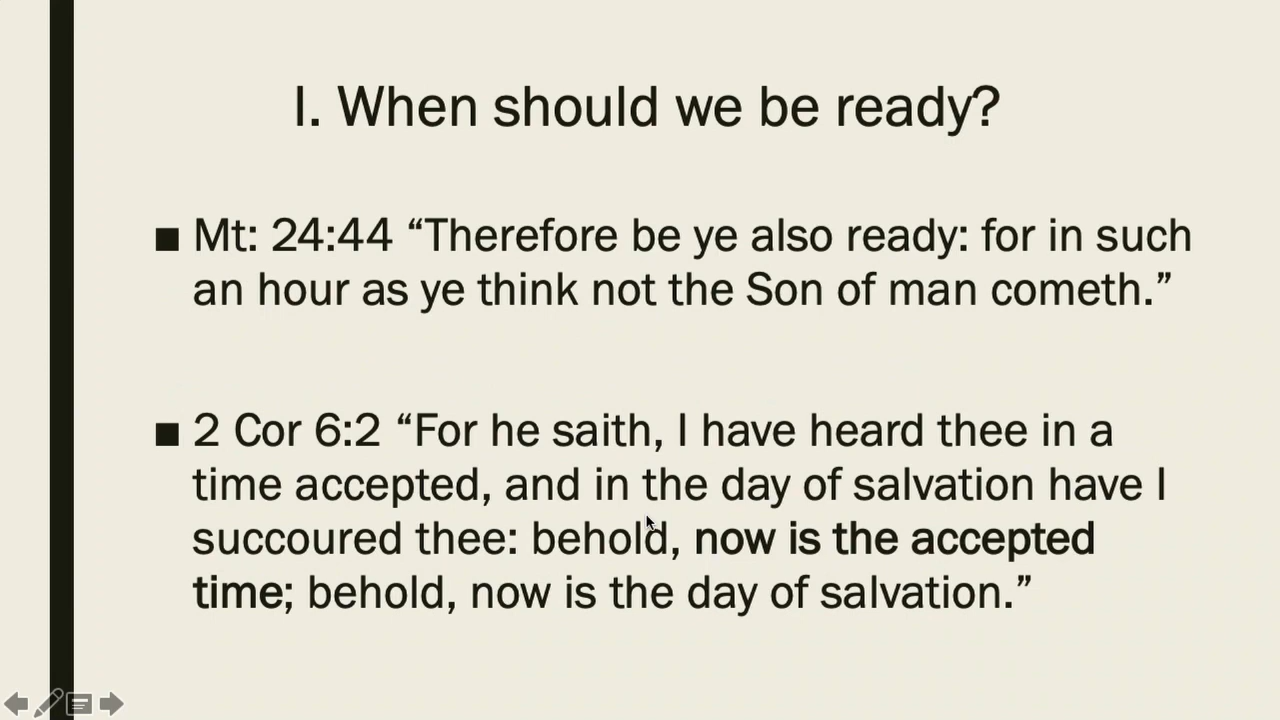 I. When should we be ready?
■ Mt: 24:44 “Therefore be ye also ready: for in such
an hour as ye think not the Son of man cometh.”
■ 2 Cor 6:2 “For he saith, I have heard thee in a
time accepted, and in the day of salvation have I
succoured thee: behold, now is the accepted
time; behold, now is the day of salvation.”